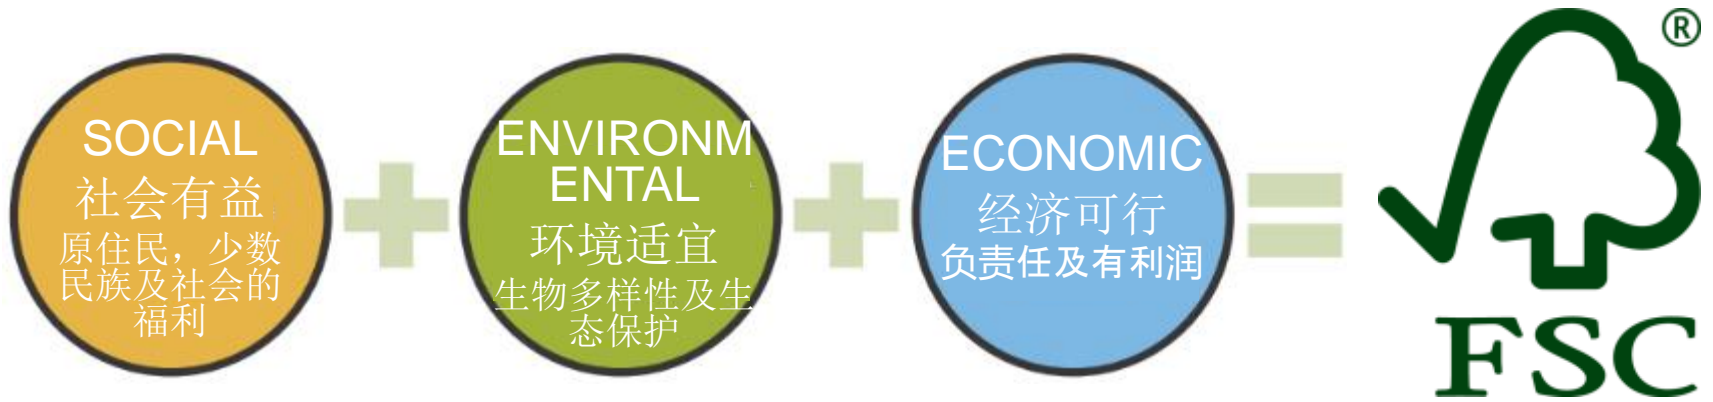 SOCIAL
社会有益
原住民，少数
民族及社会的
福利
ENVIRONM
ENTAL
环境适宜
生物多样性及生
态保护
ECONOMIC
经济可行
负责任及有利润
®
FSC